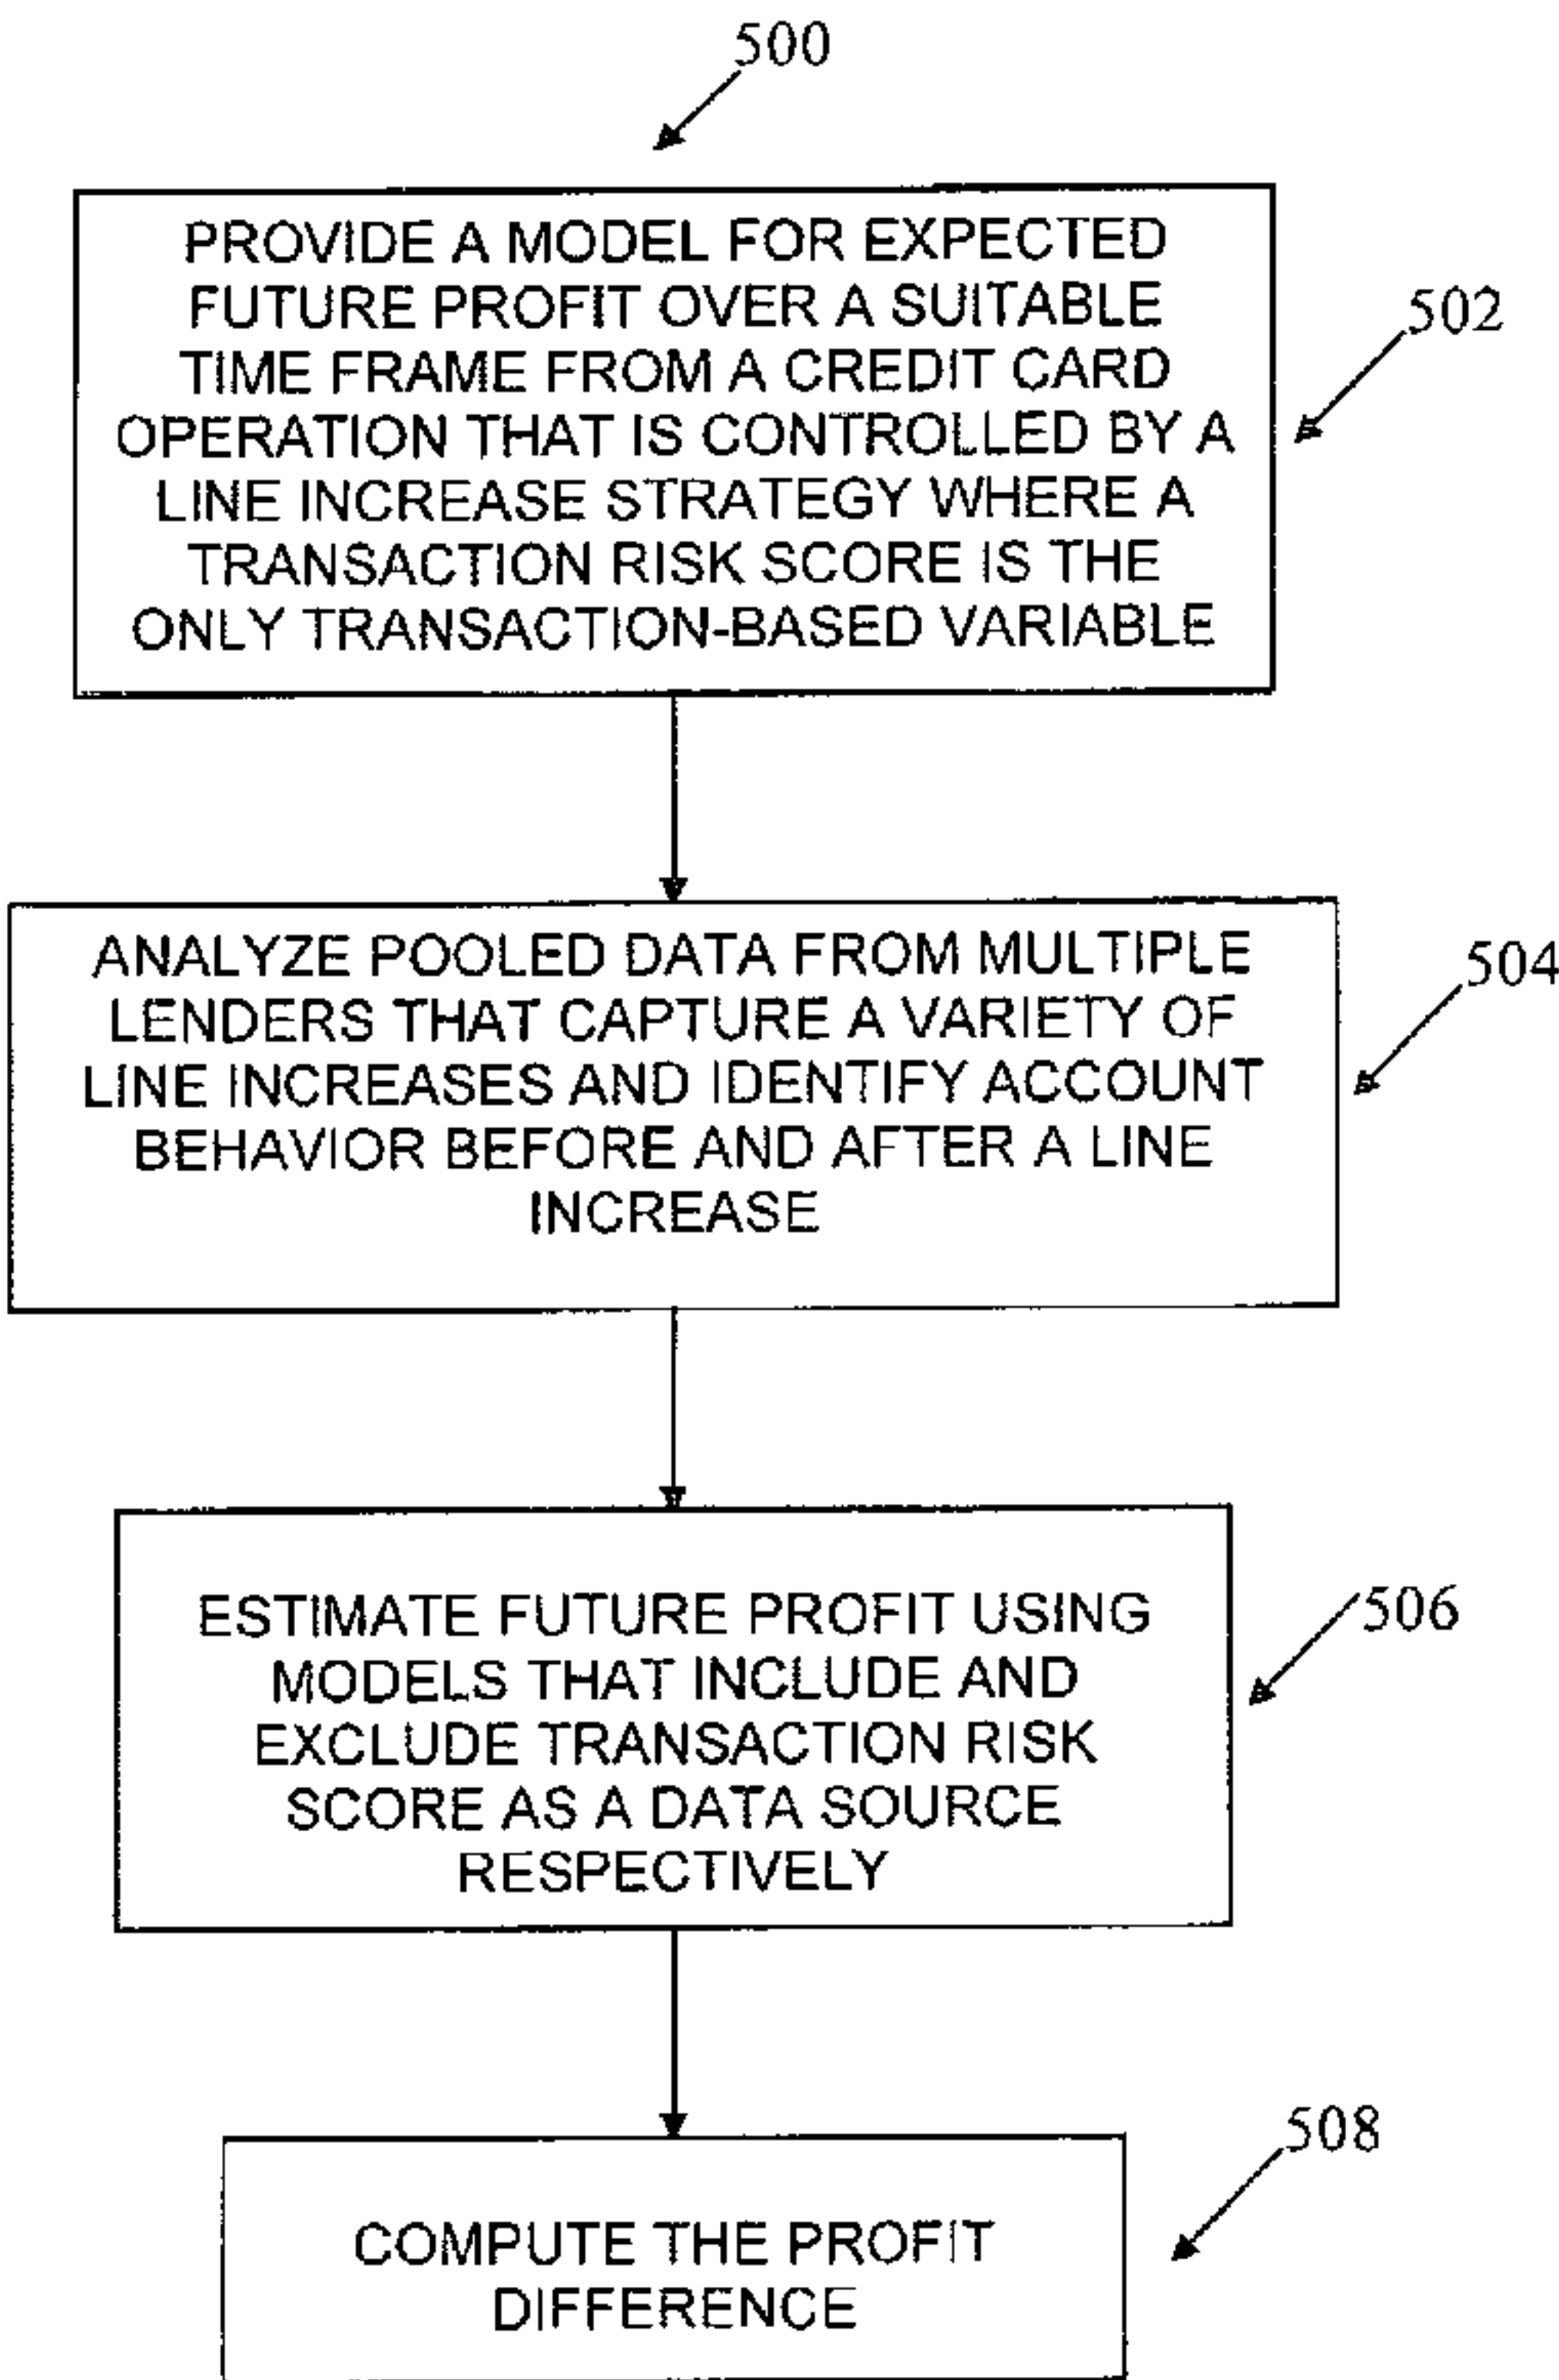 500
PROVIDE A MODEL FOR EXPECTED
FUTURE PROFIT OVER A SUITABLE
TIME FRAME FROM A CREDIT CARD
OPERATION THAT IS CONTROLLED BY A
LINE INCREASE STRATEGY WHERE A
TRANSACTION RISK SCORE IS THE
ONLY TRANSACTION-BASED VARIABLE
502
ANALYZE POOLED DATA FROM MULTIPLE
LENDERS THAT CAPTURE A VARIETY OF
LINE INCREASES AND IDENTIFY ACCOUNT
BEHAVIOR BEFORE AND AFTER A LINE
INCREASE
504
ESTIMATE FUTURE PROFIT USING
MODELS THAT INCLUDE AND
EXCLUDE TRANSACTION RISK
SCORE AS A DATA SOURCE
RESPECTIVELY
506
COMPUTE THE PROFIT
DIFFERENCE
508